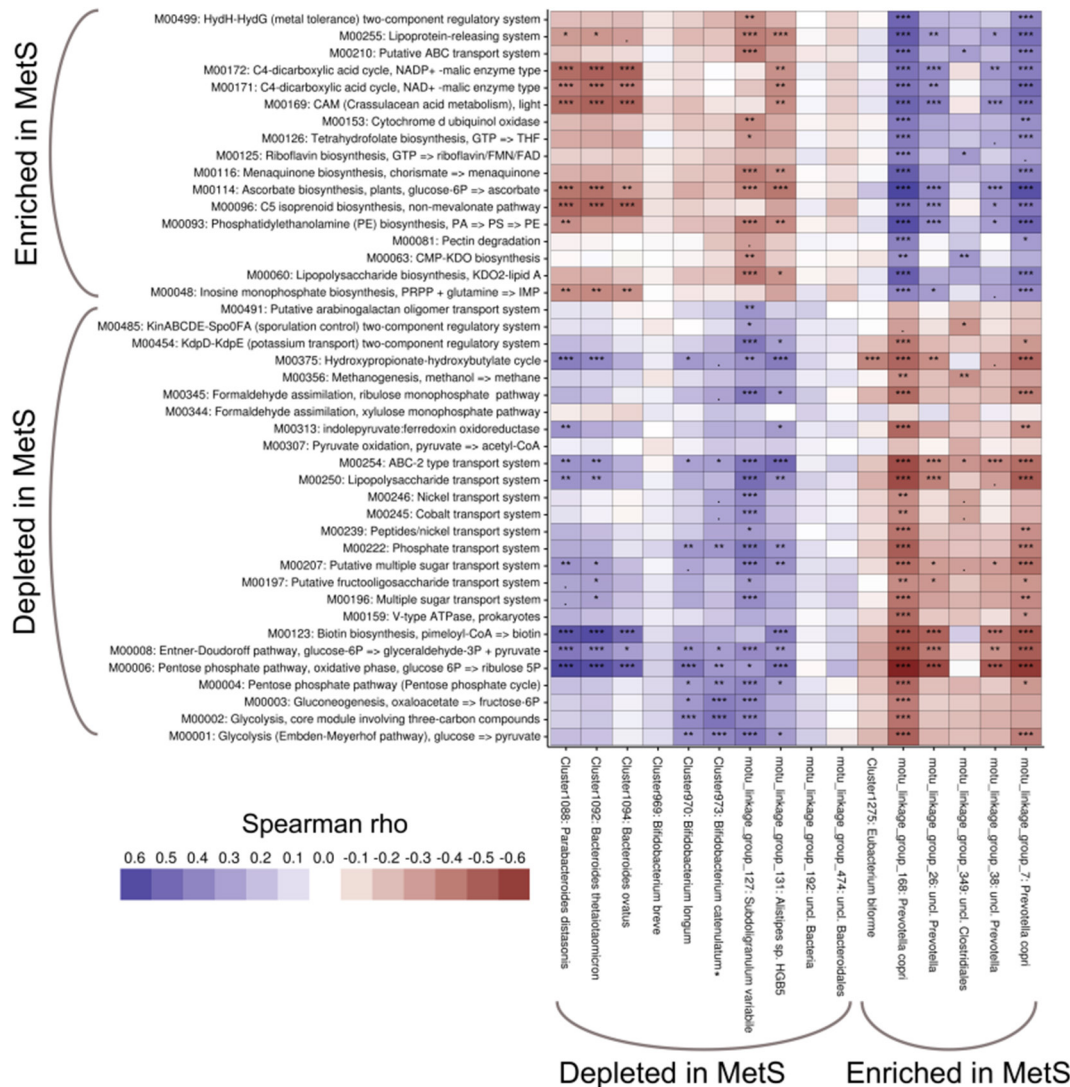 Enriched in MetS
M00499: HydH-HydG (metal tolerance) two-component regulatory system
M00255: Lipoprotein-releasing system
M00210: Putative ABC transport system
M00172: C4-dicarboxylic acid cycle, NADP+ -malic enzyme type
M00171: C4-dicarboxylic acid cycle, NAD+ -malic enzyme type
M00169: CAM (Crassulacean acid metabolism), light
M00153: Cytochrome d ubiquinol oxidase
M00126: Tetrahydrofolate biosynthesis, GTP => THF
M00125: Riboflavin biosynthesis, GTP => riboflavin/FMN/FAD
M00116: Menaquinone biosynthesis, chorismate => menaquinone
M00114: Ascorbate biosynthesis, plants, glucose-6P => ascorbate
M00096: C5 isoprenoid biosynthesis, non-mevalonate pathway
M00093: Phosphatidylethanolamine (PE) biosynthesis, PA => PS => PE
M00081: Pectin degradation
M00063: CMP-KDO biosynthesis
M00060: Lipopolysaccharide biosynthesis, KDO2-lipid A
M00048: Inosine monophosphate biosynthesis, PRPP + glutamine => IMP
Depleted in MetS
M00491: Putative arabinogalactan oligomer transport system
M00485: KinABCDE-Spo0FA (sporulation control) two-component regulatory system
M00454: KdpD-KdpE (potassium transport) two-component regulatory system
M00375: Hydroxypropionate-hydroxybutylate cycle
M00356: Methanogenesis, methanol => methane
M00345: Formaldehyde assimilation, ribulose monophosphate pathway
M00344: Formaldehyde assimilation, xylulose monophosphate pathway
M00313: indolepyruvate:ferredoxin oxidoreductase
M00307: Pyruvate oxidation, pyruvate => acetyl-CoA
M00254: ABC-2 type transport system
M00250: Lipopolysaccharide transport system
M00246: Nickel transport system
M00245: Cobalt transport system
M00239: Peptides/nickel transport system
M00222: Phosphate transport system
M00207: Putative multiple sugar transport system
M00197: Putative fructooligosaccharide transport system
M00196: Multiple sugar transport system
M00159: V-type ATPase, prokaryotes
M00123: Biotin biosynthesis, pimeloyl-CoA => biotin
M00008: Entner-Doudoroff pathway, glucose-6P => glyceraldehyde-3P + pyruvate
M00006: Pentose phosphate pathway, oxidative phase, glucose 6P => ribulose 5P
M00004: Pentose phosphate pathway (Pentose phosphate cycle)
M00003: Gluconeogenesis, oxaloacetate => fructose-6P
M00002: Glycolysis, core module involving three-carbon compounds
M00001: Glycolysis (Embden-Meyerhof pathway), glucose => pyruvate
Cluster1088: Parabacteroides distasonis
Cluster1092: Bacteroides thetaiotaomicron
Cluster1094: Bacteroides ovatus
Cluster969: Bifidobacterium breve
Cluster970: Bifidobacterium longum
Cluster973: Bifidobacterium catenulatum*
motu_linkage_group_127: Subdoligranulum variabile
motu_linkage_group_131: Alistipes sp. HGB5
motu_linkage_group_192: uncl. Bacteria
motu_linkage_group_474: uncl. Bacteroidales
Cluster1275: Eubacterium biforme
motu_linkage_group_168: Prevotella copri
motu_linkage_group_26: uncl. Prevotella
motu_linkage_group_349: uncl. Clostridiales
motu_linkage_group_38: uncl. Prevotella
motu_linkage_group_7: Prevotella copri
Spearman rho
0.6 0.5 0.4 0.3 0.2 0.1 0.0 -0.1 -0.2 -0.3 -0.4 -0.5 -0.6
Depleted in MetS
Enriched in MetS